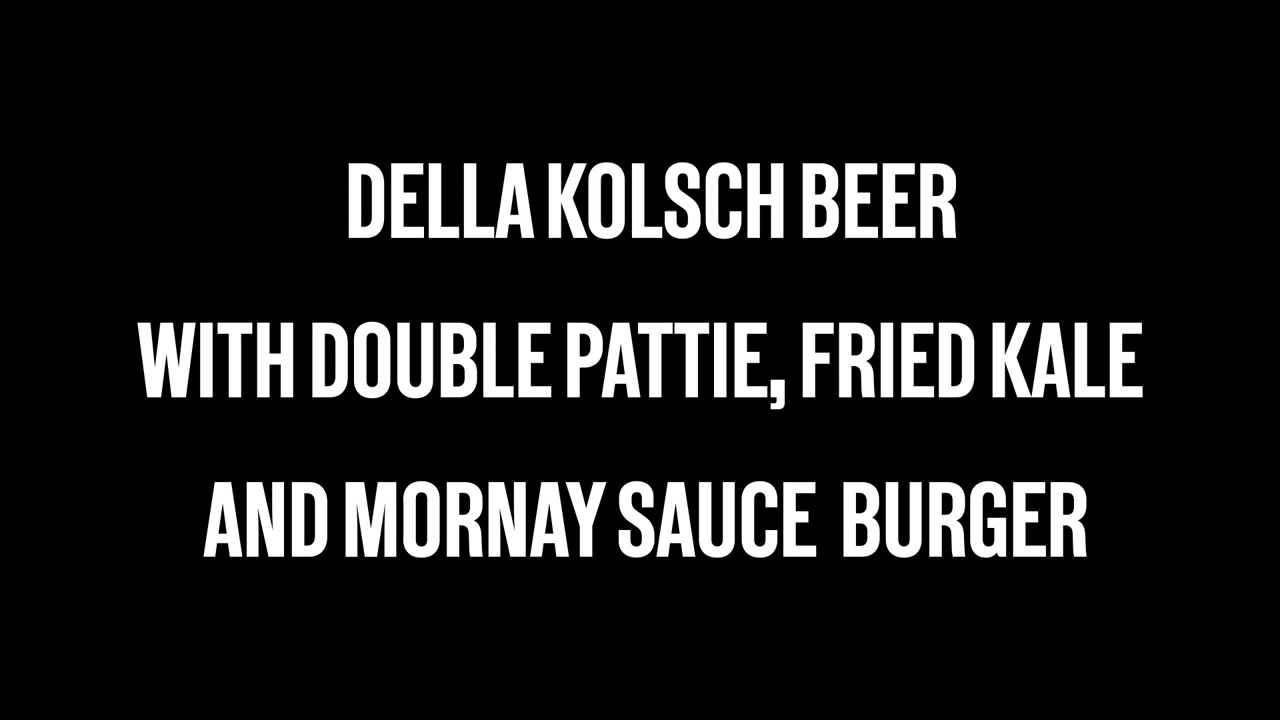 DELLA KOLSCH BEER
WITH DOUBLE PATTIE, FRIED KALE
AND MORNAY SAUCE BURGER